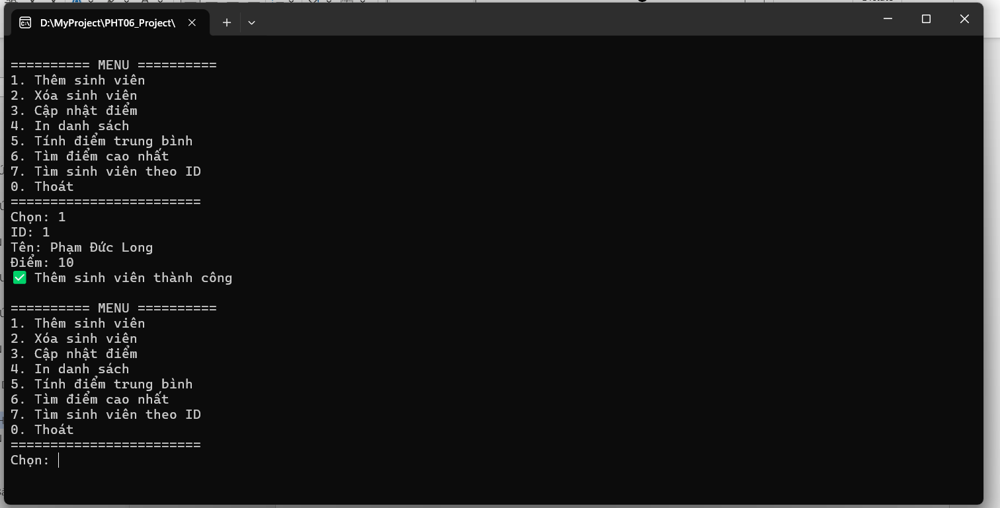 D:\MyProject\PHT06_Project\
========== MENU ==========
1. Thêm sinh viên
2. Xóa sinh viên
3. Cập nhật điểm
4. In danh sách
5. Tính điểm trung bình
6. Tìm điểm cao nhất
7. Tìm sinh viên theo ID
0. Thoát
========================
Chọn: 1
ID: 1
Tên: Phạm Đức Long
Điểm: 10
✅ Thêm sinh viên thành công
========== MENU ==========
1. Thêm sinh viên
2. Xóa sinh viên
3. Cập nhật điểm
4. In danh sách
5. Tính điểm trung bình
6. Tìm điểm cao nhất
7. Tìm sinh viên theo ID
0. Thoát
========================
Chọn: